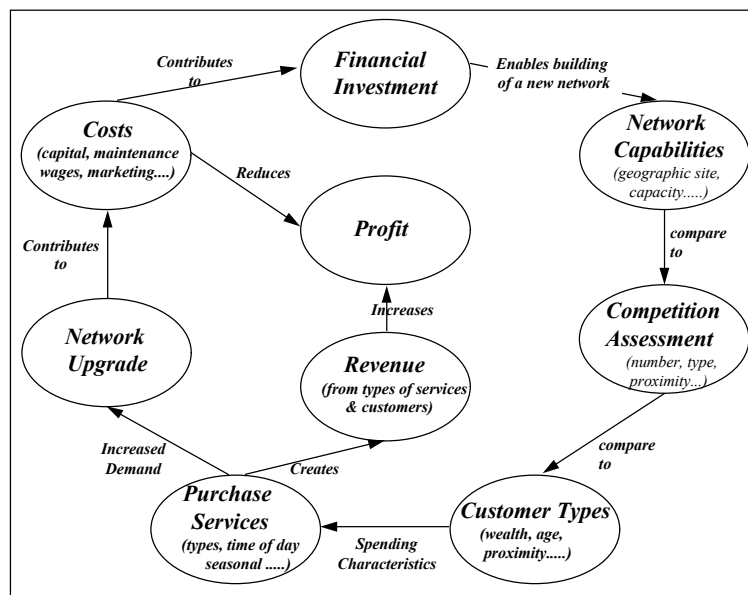 Contributes
to
Financial
Investment
Enables building
of a new network
Costs
(capital, maintenance
wages, marketing....)
Network
Capabilities
(geographic site,
capacity.....)
Reduces
Profit
Contributes
to
compare
to
Increases
Network
Upgrade
Revenue
(from types of services
& customers)
Competition
Assessment
(number, type,
proximity...)
Increased
Demand
Creates
compare
to
Purchase
Services
(types, time of day
seasonal .....)
Spending
Characteristics
Customer Types
(wealth, age,
proximity.....)